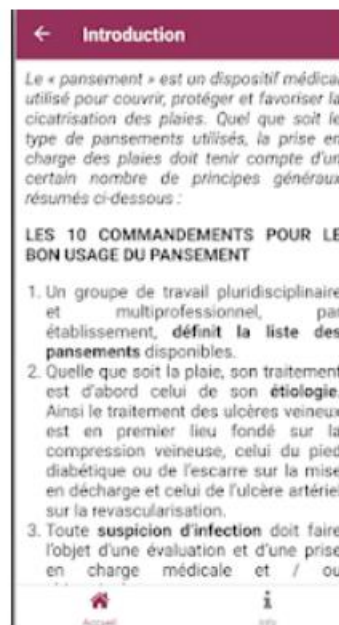 ← Introduction
Le « pansement » est un dispositif médical
utilisé pour couvrir, protéger et favoriser la
cicatrisation des plaies. Quel que soit le
type de pansements utilisés, la prise en
charge des plaies doit tenir compte d'un
certain nombre de principes généraux
résumés ci-dessous :
LES 10 COMMANDEMENTS POUR LE
BON USAGE DU PANSEMENT
1. Un groupe de travail pluridisciplinaire
et multiprofessionnel, par
établissement, définit la liste des
pansements disponibles.
2. Quelle que soit la plaie, son traitement
est d'abord celui de son étiologie.
Ainsi le traitement des ulcères veineux
est en premier lieu fondé sur la
compression veineuse, celui du pied
diabétique ou de l'escarre sur la mise
en décharge et celui de l'ulcère artériel
sur la revascularisation.
3. Toute suspicion d'infection doit faire
l'objet d'une évaluation et d'une prise
en charge médicale et / ou
Accueil Info